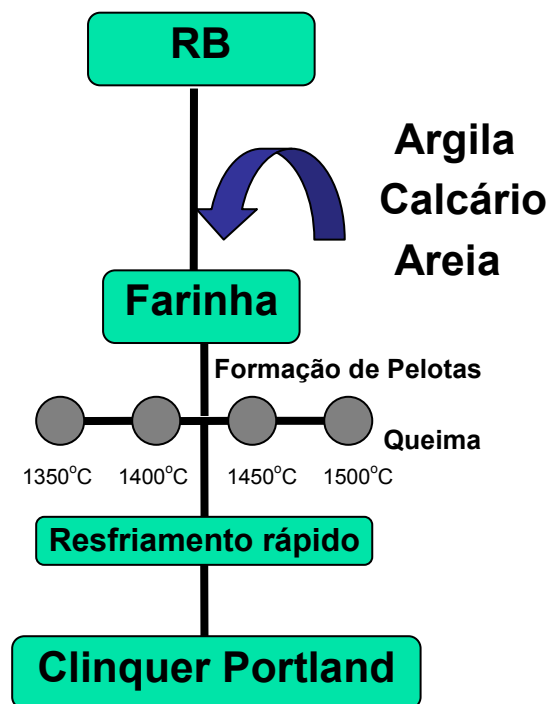 RB
Argila
Calcário
Areia
Farinha
Formação de Pelotas
Queima
1350°C 1400°C 1450°C 1500°C
Resfriamento rápido
Clinquer Portland